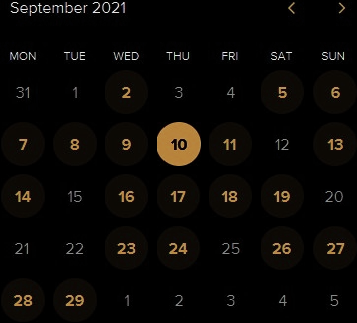 September 2021
MON TUE WED THU FRI SAT SUN
31 1 2 3 4 5 6
7 8 9 10 11 12 13
14 15 16 17 18 19 20
21 22 23 24 25 26 27
28 29 1 2 3 4 5